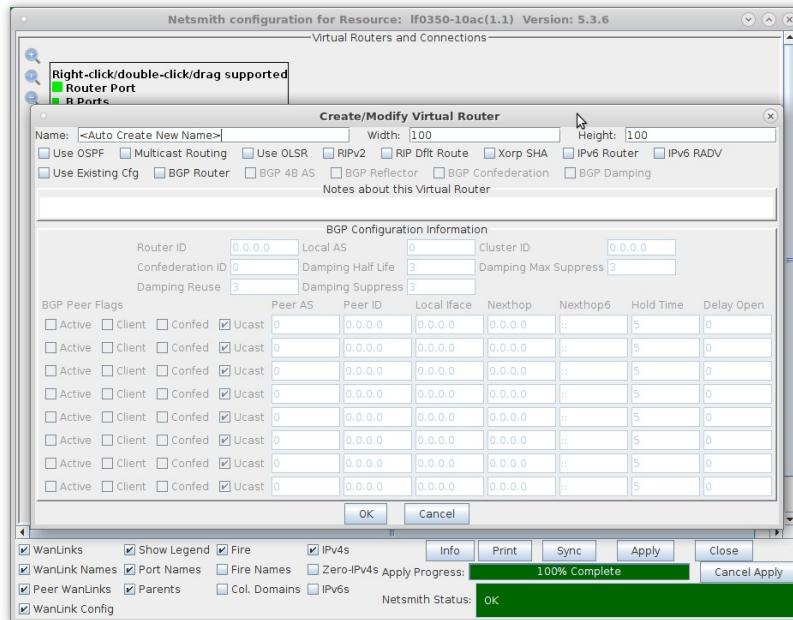 Netsmith configuration for Resource: lf0350-10ac(1.1) Version: 5.3.6
Virtual Routers and Connections
Right-click/double-click/drag supported
Router Port
B Ports
Create/Modify Virtual Router
Name: <Auto Create New Name> Width: 100 Height: 100
Use OSPF Multicast Routing Use OLSR RIPv2 RIP Dflt Route Xorp SHA IPv6 Router IPv6 RADV
Use Existing Cfg BGP Router BGP 4B AS BGP Reflector BGP Confederation BGP Damping
Notes about this Virtual Router
BGP Configuration Information
Router ID 0.0.0.0 Local AS 0 Cluster ID 0.0.0.0
Confederation ID 0 Damping Half Life 3 Damping Max Suppress 3
Damping Reuse 3 Damping Suppress 3
BGP Peer Flags Peer AS Peer ID Local Iface Nexthop Nexthop6 Hold Time Delay Open
Active Client Confed Ucast 0 0.0.0.0 0.0.0.0 0.0.0.0 :: 5 0
Active Client Confed Ucast 0 0.0.0.0 0.0.0.0 0.0.0.0 :: 5 0
Active Client Confed Ucast 0 0.0.0.0 0.0.0.0 0.0.0.0 :: 5 0
Active Client Confed Ucast 0 0.0.0.0 0.0.0.0 0.0.0.0 :: 5 0
Active Client Confed Ucast 0 0.0.0.0 0.0.0.0 0.0.0.0 :: 5 0
Active Client Confed Ucast 0 0.0.0.0 0.0.0.0 0.0.0.0 :: 5 0
Active Client Confed Ucast 0 0.0.0.0 0.0.0.0 0.0.0.0 :: 5 0
Active Client Confed Ucast 0 0.0.0.0 0.0.0.0 0.0.0.0 :: 5 0
OK Cancel
WanLinks Show Legend Fire IPv4s Info Print Sync Apply Close
WanLink Names Port Names Fire Names Zero-IPv4s Apply Progress: 100% Complete Cancel Apply
Peer WanLinks Parents Col. Domains IPv6s Netsmith Status: OK
WanLink Config